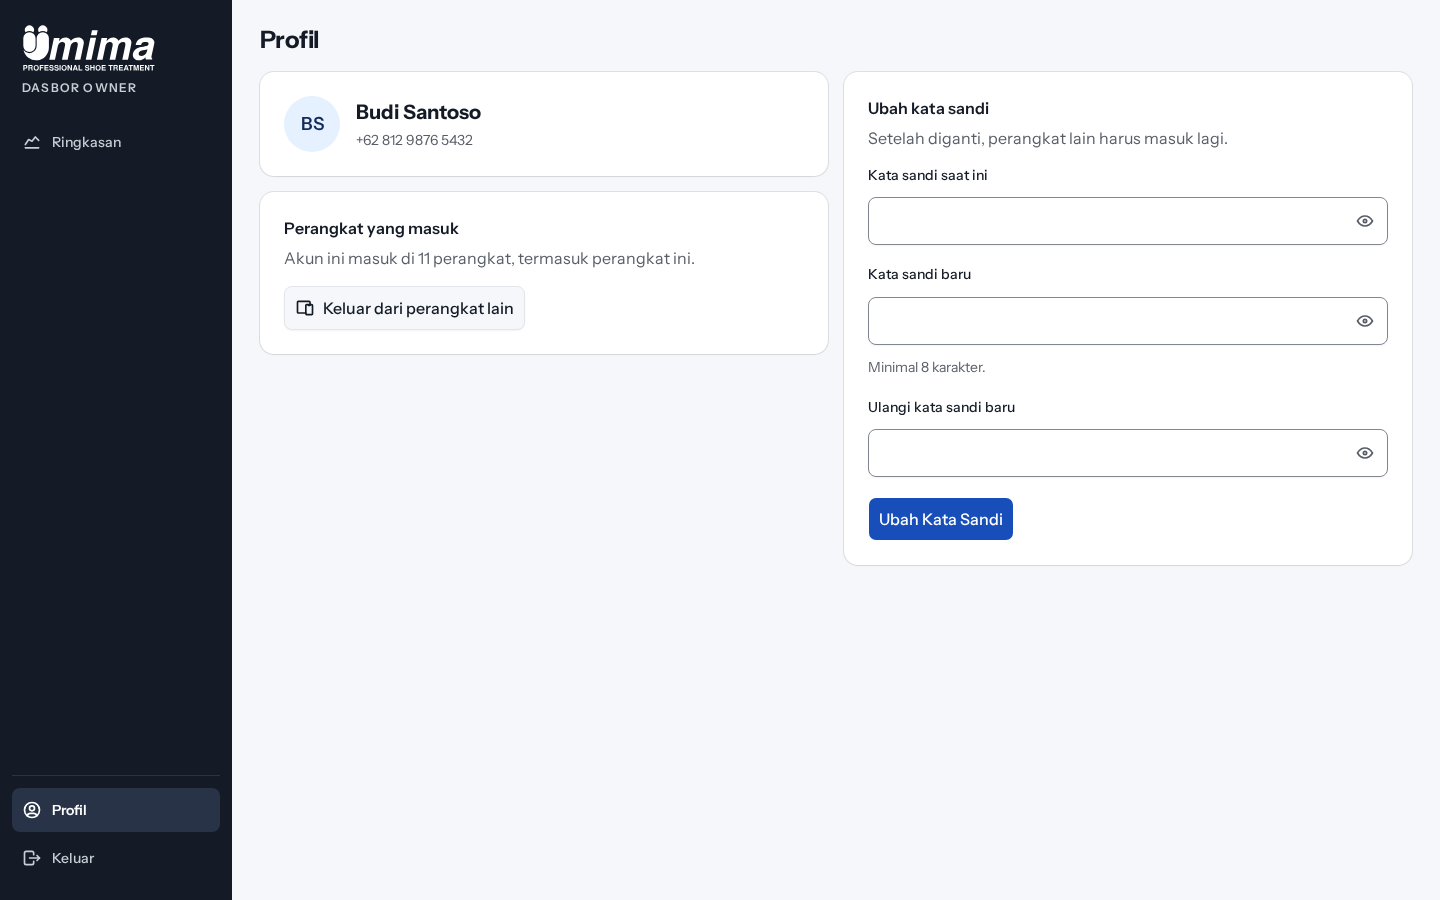 Ümima
PROFESSIONAL SHOE TREATMENT
DASBOR OWNER
Ringkasan
Profil
Keluar
Profil
BS
Budi Santoso
+62 812 9876 5432
Perangkat yang masuk
Akun ini masuk di 11 perangkat, termasuk perangkat ini.
Keluar dari perangkat lain
Ubah kata sandi
Setelah diganti, perangkat lain harus masuk lagi.
Kata sandi saat ini
Kata sandi baru
Minimal 8 karakter.
Ulangi kata sandi baru
Ubah Kata Sandi